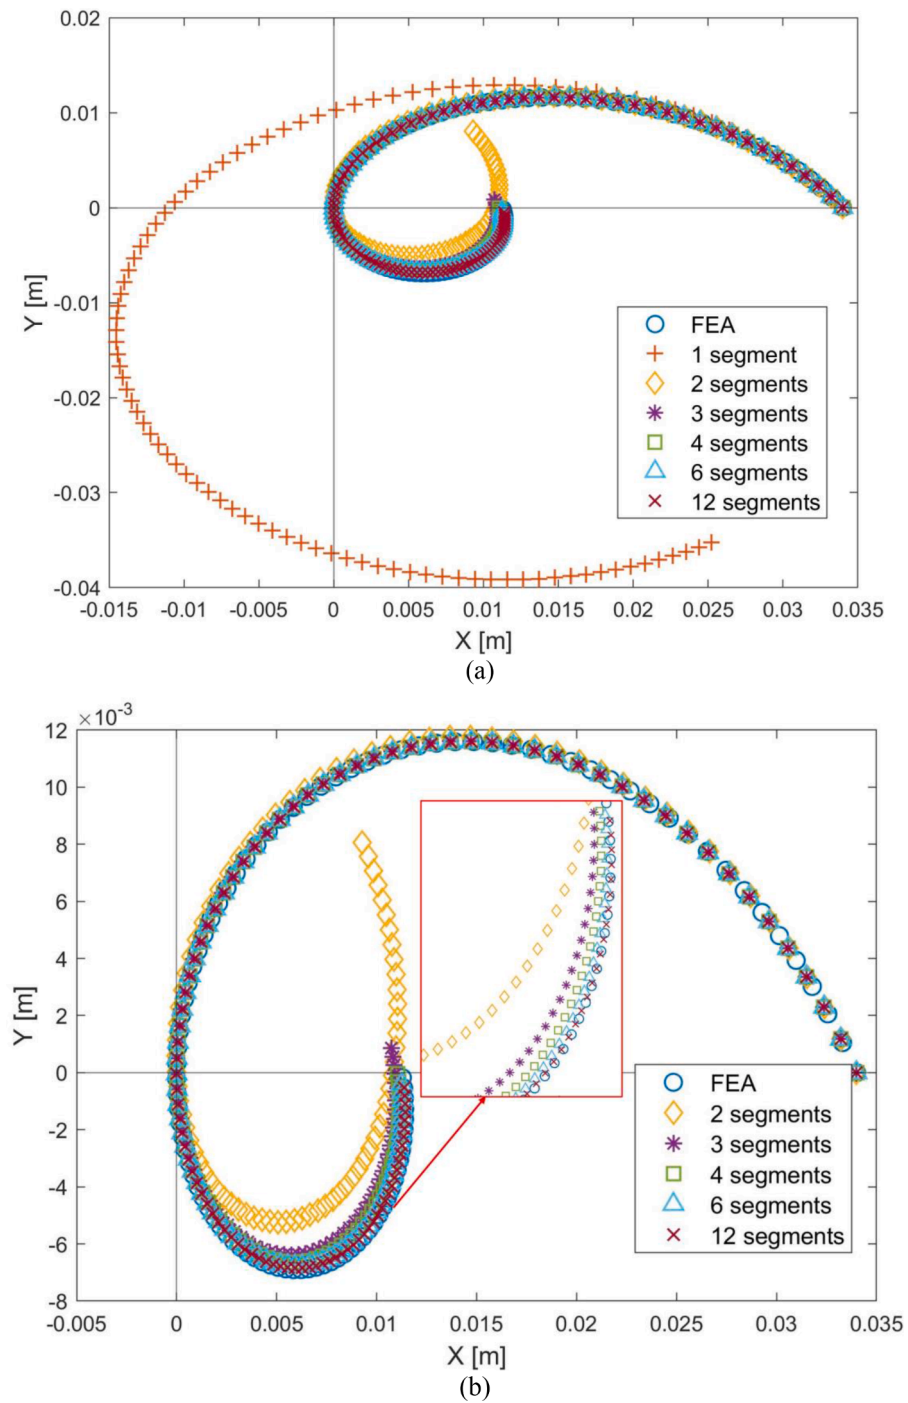 0.02
0.01
0
-0.01
-0.02
-0.03
-0.04
Y [m]
FEA
1 segment
2 segments
3 segments
4 segments
6 segments
12 segments
-0.015 -0.01 -0.005 0 0.005 0.01 0.015 0.02 0.025 0.03 0.035
X [m]
(a)
×10-3
12
10
8
6
4
2
0
-2
-4
-6
-8
Y [m]
FEA
2 segments
3 segments
4 segments
6 segments
12 segments
-0.005 0 0.005 0.01 0.015 0.02 0.025 0.03 0.035
X [m]
(b)